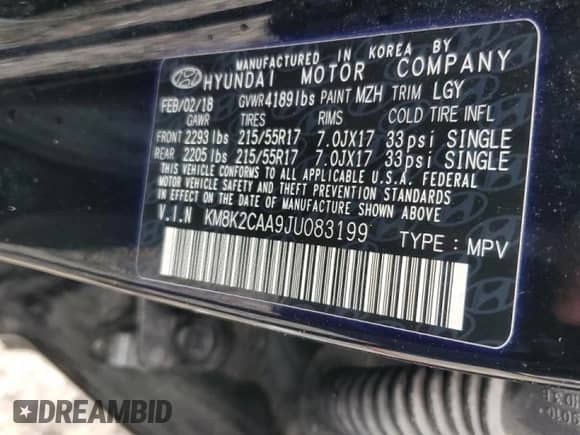 MANUFACTURED IN KOREA BY
HYUNDAI MOTOR COMPANY
FEB/02/18 GVWR4189lbs PAINT MZH TRIM LGY
GAWR TIRES RIMS COLD TIRE INFL
FRONT 2293lbs 215/55R17 7.0JX17 33psi SINGLE
REAR 2205lbs 215/55R17 7.0JX17 33psi SINGLE
THIS VEHICLE CONFORMS TO ALL APPLICABLE U.S.A. FEDERAL
MOTOR VEHICLE SAFETY AND THEFT PREVENTION STANDARDS
IN EFFECT ON THE DATE OF MANUFACTURE SHOWN ABOVE
V.I.N KM8K2CAA9JU083199 TYPE : MPV
DREAMBID